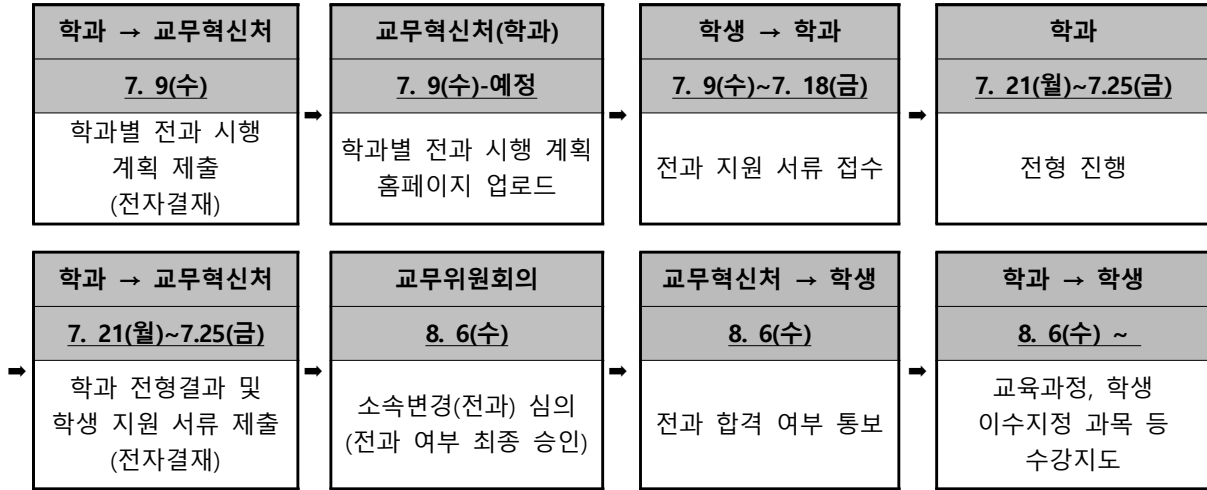 학과 → 교무혁신처
7. 9(수)
학과별 전과 시행
계획 제출
(전자결재)
➡
교무혁신처(학과)
7. 9(수)-예정
학과별 전과 시행 계획
홈페이지 업로드
➡
학생 → 학과
7. 9(수)~7. 18(금)
전과 지원 서류 접수
➡
학과
7. 21(월)~7.25(금)
전형 진행
➡
학과 → 교무혁신처
7. 21(월)~7.25(금)
학과 전형결과 및
학생 지원 서류 제출
(전자결재)
➡
교무위원회의
8. 6(수)
소속변경(전과) 심의
(전과 여부 최종 승인)
➡
교무혁신처 → 학생
8. 6(수)
전과 합격 여부 통보
➡
학과 → 학생
8. 6(수) ~
교육과정, 학생
이수지정 과목 등
수강지도